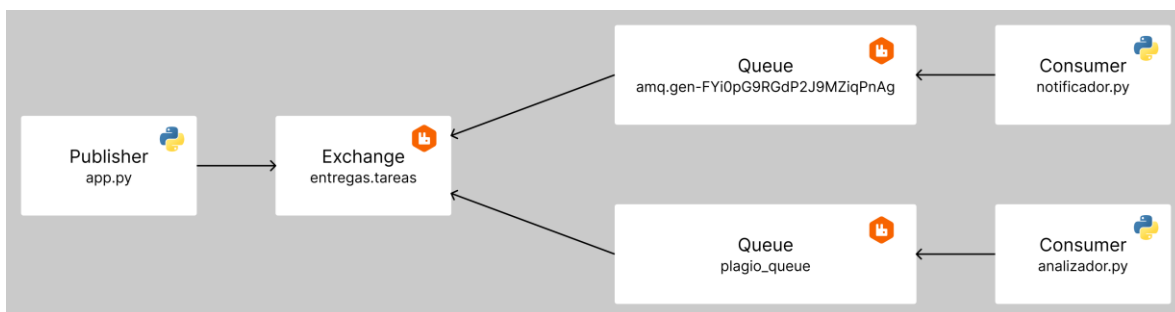 Publisher
app.py
Exchange
entregas.tareas
Queue
amq.gen-FYi0pG9RGdP2J9MZiqPnAg
Consumer
notificador.py
Queue
plagio_queue
Consumer
analizador.py